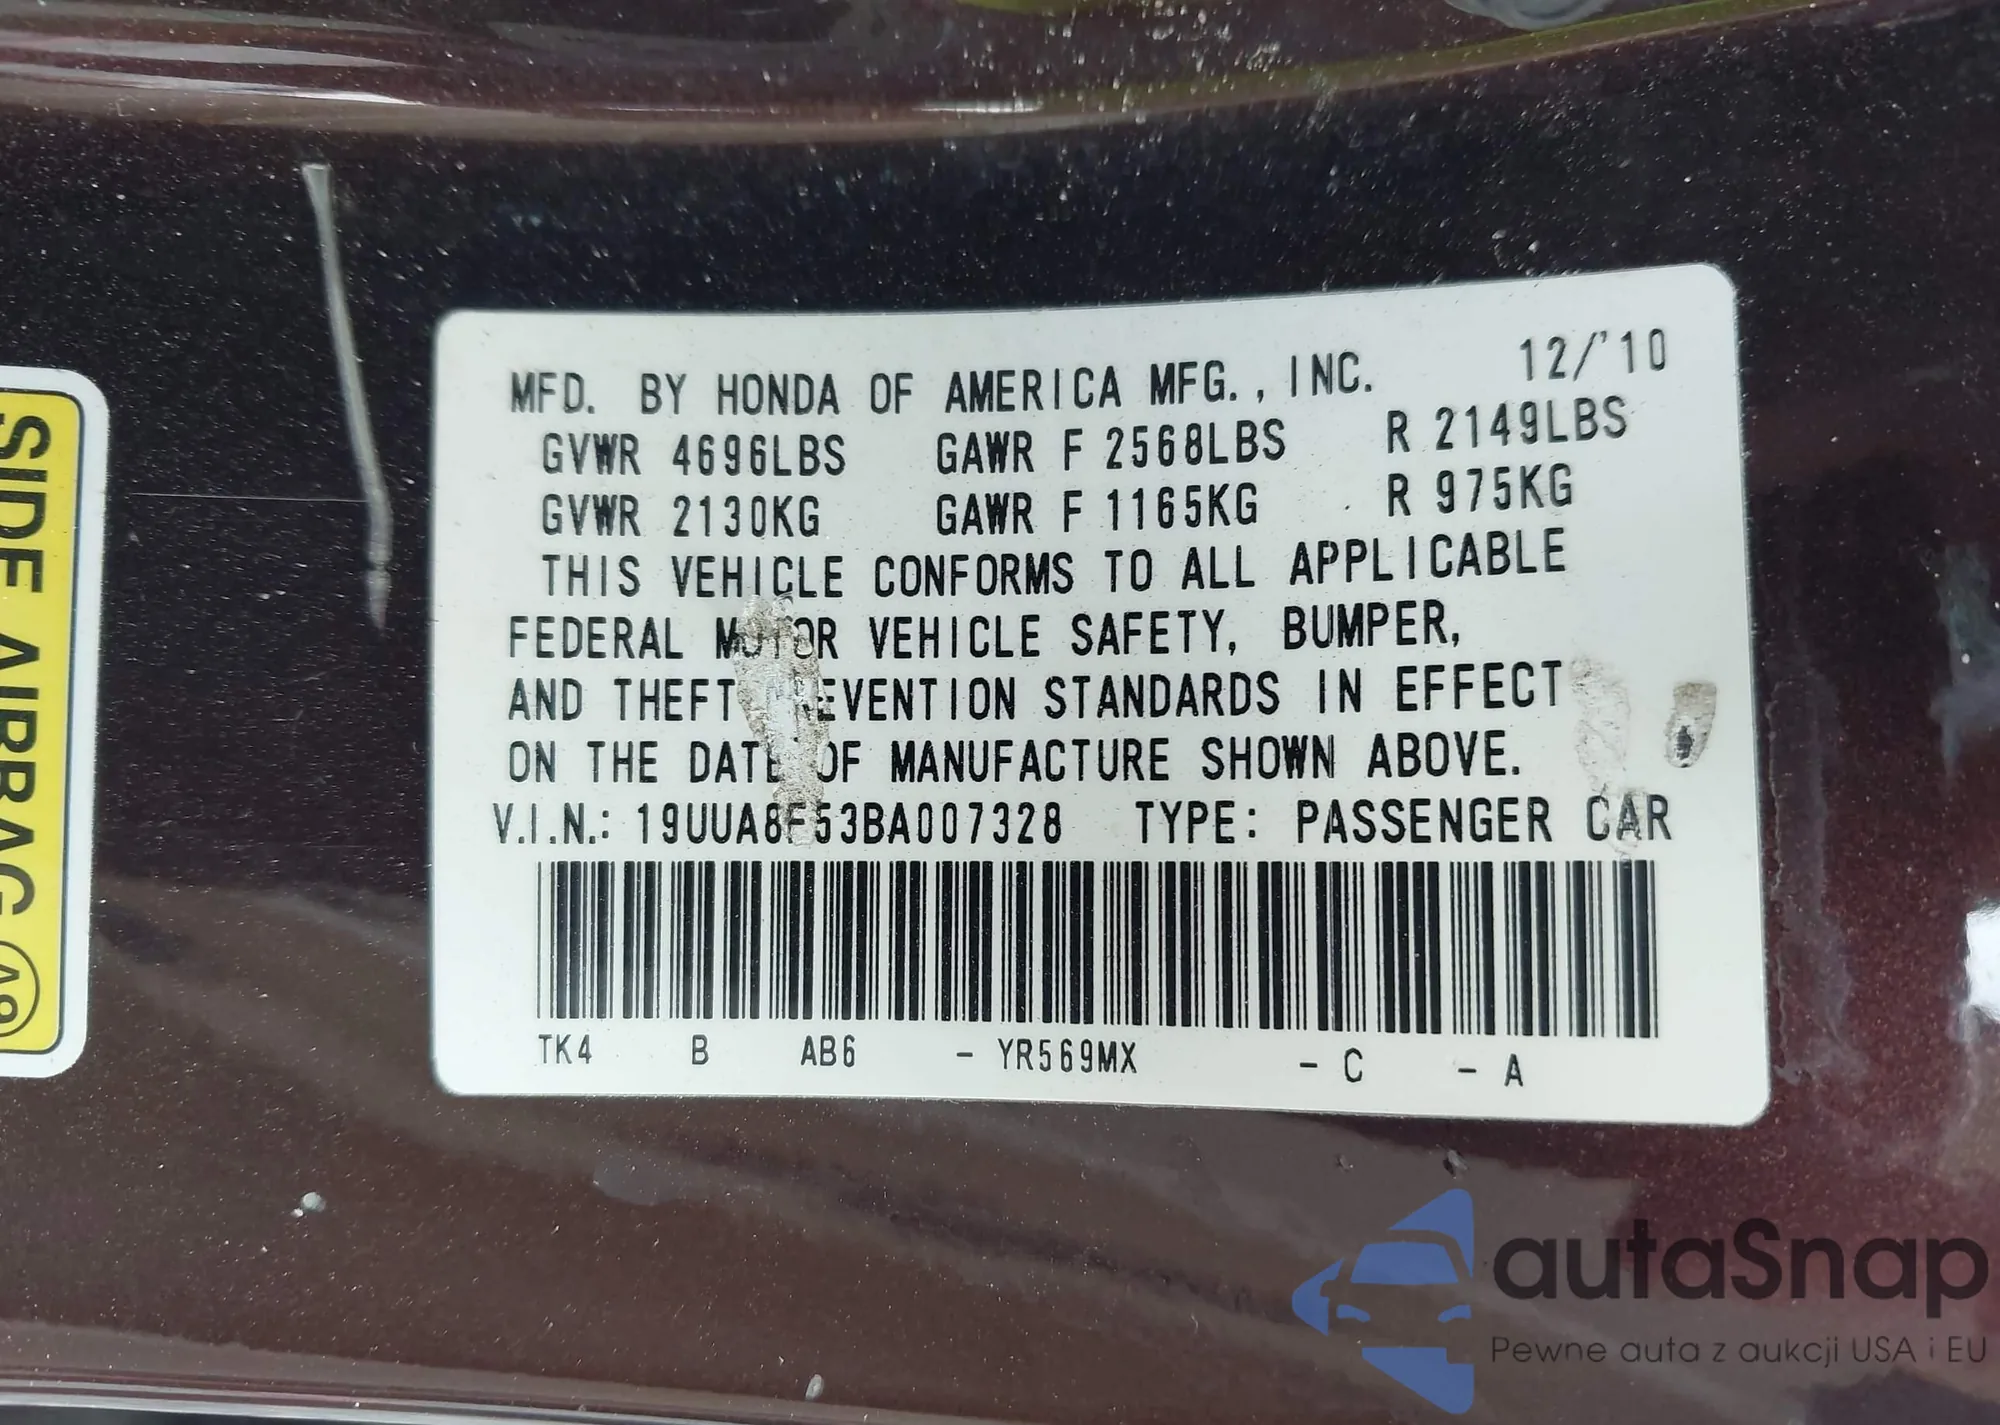 MFD. BY HONDA OF AMERICA MFG., INC. 12/'10
GVWR 4696LBS GAWR F 2568LBS R 2149LBS
GVWR 2130KG GAWR F 1165KG R 975KG
THIS VEHICLE CONFORMS TO ALL APPLICABLE
FEDERAL MOTOR VEHICLE SAFETY, BUMPER,
AND THEFT PREVENTION STANDARDS IN EFFECT
ON THE DATE OF MANUFACTURE SHOWN ABOVE.
V.I.N.: 19UUA8F53BA007328 TYPE: PASSENGER CAR
TK4 B AB6 - YR569MX - C - A
SIDE AIRBAG
autaSnap
Pewne auta z aukcji USA i EU